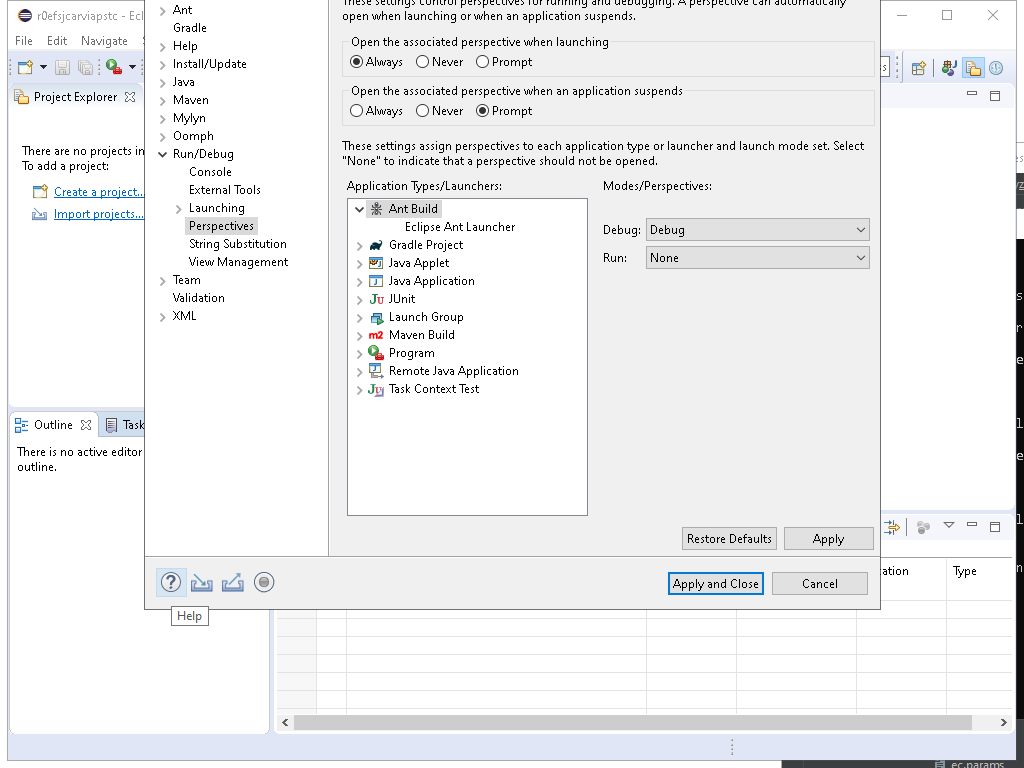 r0efsjcarviapstc - Ecl
File Edit Navigate
Project Explorer
There are no projects in
To add a project:
Create a project...
Import projects...
Outline
Task
There is no active editor
outline.
Ant
Gradle
Help
Install/Update
Java
Maven
Mylyn
Oomph
Run/Debug
Console
External Tools
Launching
Perspectives
String Substitution
View Management
Team
Validation
XML
These settings control perspectives for running and debugging. A perspective can automatically
open when launching or when an application suspends.
Open the associated perspective when launching
Always Never Prompt
Open the associated perspective when an application suspends
Always Never Prompt
These settings assign perspectives to each application type or launcher and launch mode set. Select
"None" to indicate that a perspective should not be opened.
Application Types/Launchers:
Modes/Perspectives:
Ant Build
Eclipse Ant Launcher
Gradle Project
Java Applet
Java Application
JUnit
Launch Group
Maven Build
Program
Remote Java Application
Task Context Test
Debug: Debug
Run: None
Restore Defaults Apply
Apply and Close Cancel
Help
ation Type
ec.params